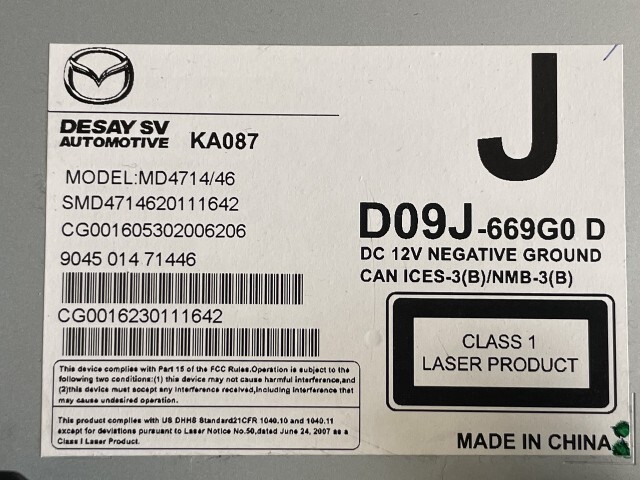 DESAY SV
AUTOMOTIVE KA087
MODEL:MD4714/46
SMD4714620111642
CG001605302006206
9045 014 71446
CG0016230111642
This device complies with Part 15 of the FCC Rules.Operation is subject to the
following two conditions:(1) this device may not cause harmful interference,and
(2)this device must accept any interference received,including interference that
may cause undesired operation.
This product complies with US DHHS Standard21CFR 1040.10 and 1040.11
except for deviations pursuant to Laser Notice No.50,dated June 24, 2007 as a
Class I Laser Product.
J
D09J-669G0 D
DC 12V NEGATIVE GROUND
CAN ICES-3(B)/NMB-3(B)
CLASS 1
LASER PRODUCT
MADE IN CHINA